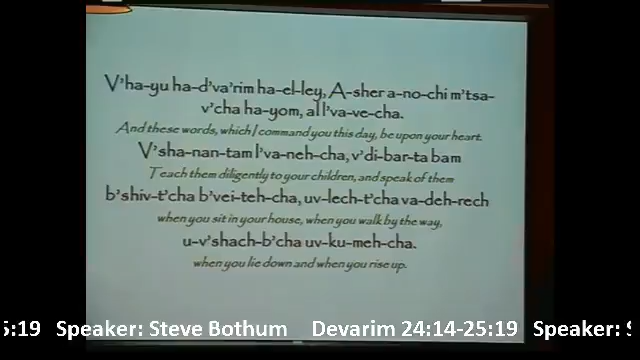 V'ha-yu ha-d'va'rim ha-el-ley, A-sher a-no-chi m'tsa-
v'cha ha-yom, al l'va-ve-cha.
And these words, which I command you this day, be upon your heart.
V'sha-nan-tam l'va-neh-cha, v'di-bar-ta bam
Teach them diligently to your children, and speak of them
b'shiv-t'cha b'vei-teh-cha, uv-lech-t'cha va-deh-rech
when you sit in your house, when you walk by the way,
u-v'shach-b'cha uv-ku-meh-cha.
when you lie down and when you rise up.
5:19 Speaker: Steve Bothum Devarim 24:14-25:19 Speaker: S